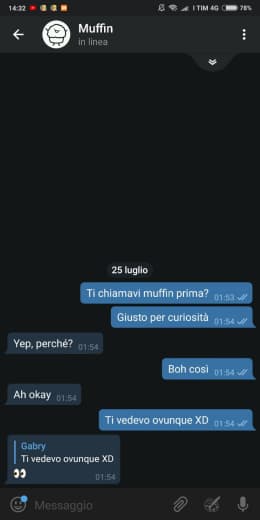 14:32 I TIM 4G 78%
Muffin
in linea
25 luglio
Ti chiamavi muffin prima? 01:53
Giusto per curiosità 01:54
Yep, perché? 01:54
Boh così 01:54
Ah okay 01:54
Ti vedevo ovunque XD 01:54
Gabry
Ti vedevo ovunque XD
👀 01:54
Messaggio